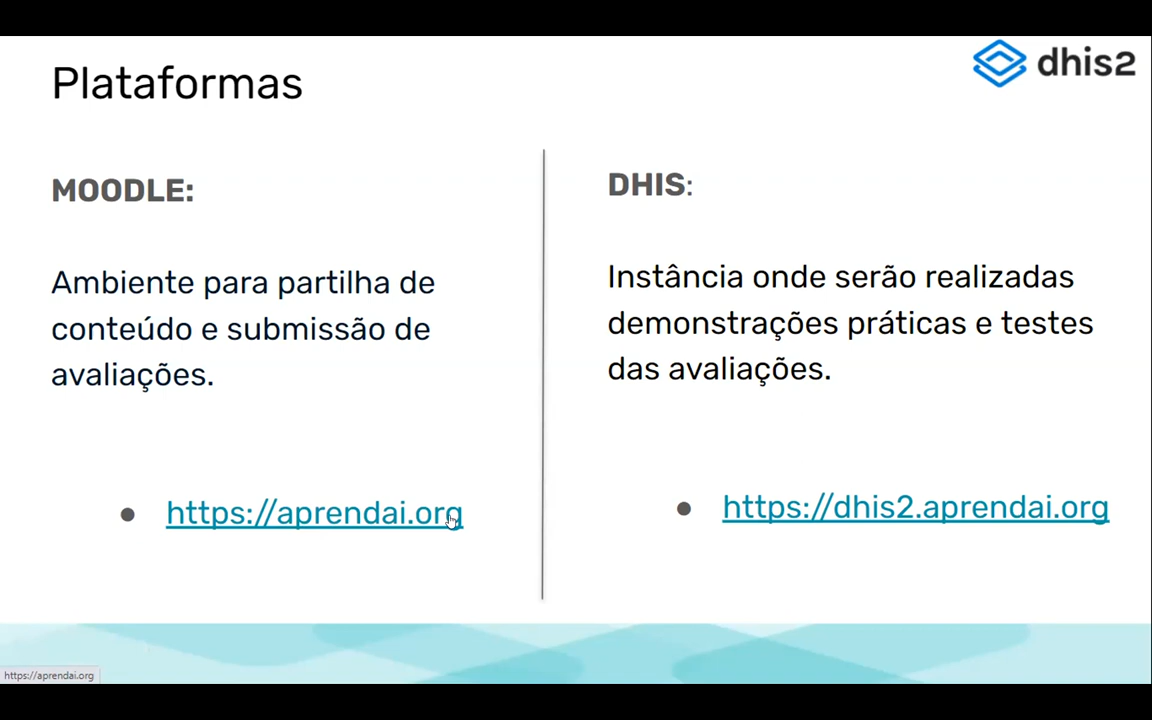 dhis2
Plataformas
MOODLE:
Ambiente para partilha de
conteúdo e submissão de
avaliações.
● https://aprendai.org
DHIS:
Instância onde serão realizadas
demonstrações práticas e testes
das avaliações.
● https://dhis2.aprendai.org
https://aprendai.org